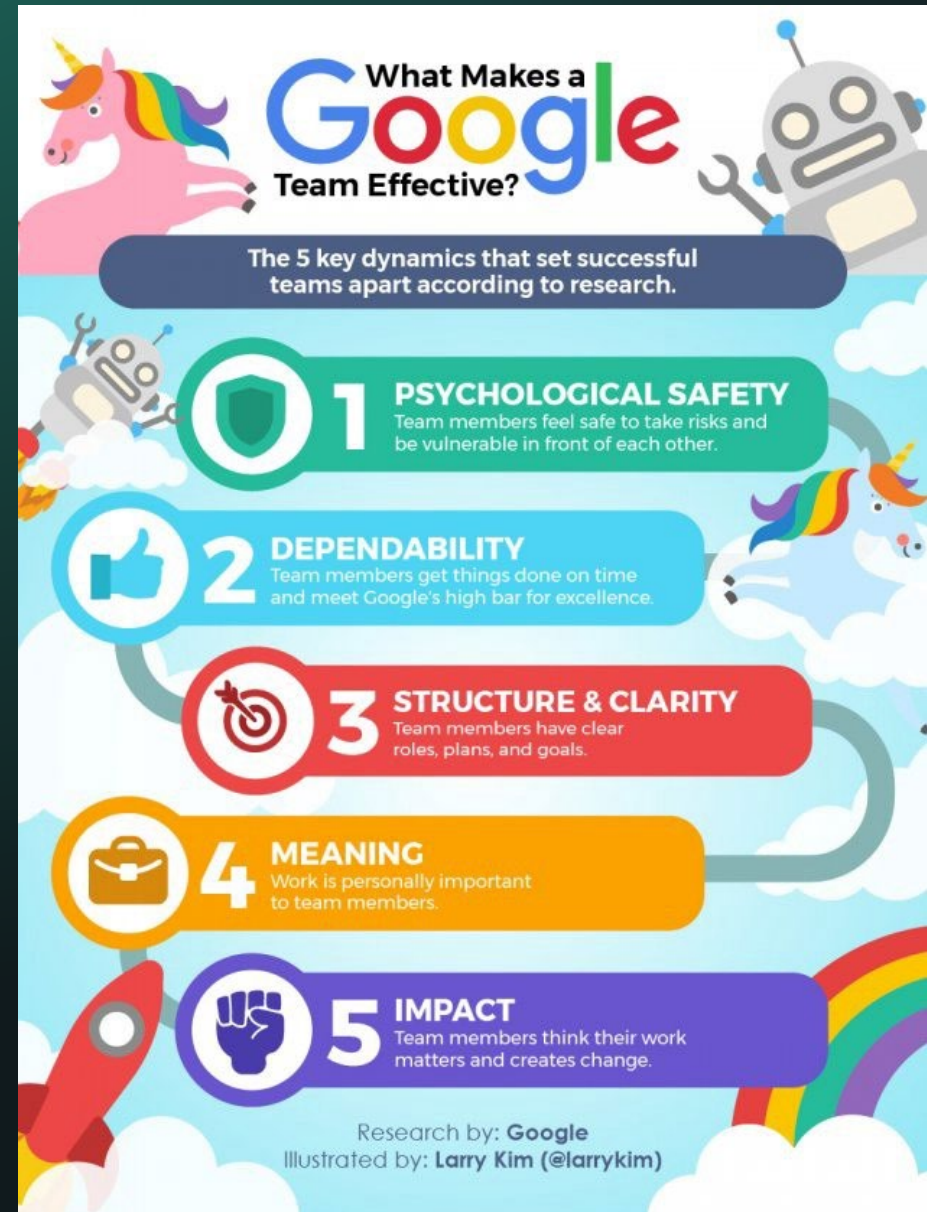 What Makes a
Google
Team Effective?
The 5 key dynamics that set successful
teams apart according to research.
1 PSYCHOLOGICAL SAFETY
Team members feel safe to take risks and
be vulnerable in front of each other.
2 DEPENDABILITY
Team members get things done on time
and meet Google's high bar for excellence.
3 STRUCTURE & CLARITY
Team members have clear
roles, plans, and goals.
4 MEANING
Work is personally important
to team members.
5 IMPACT
Team members think their work
matters and creates change.
Research by: Google
Illustrated by: Larry Kim (@larrykim)